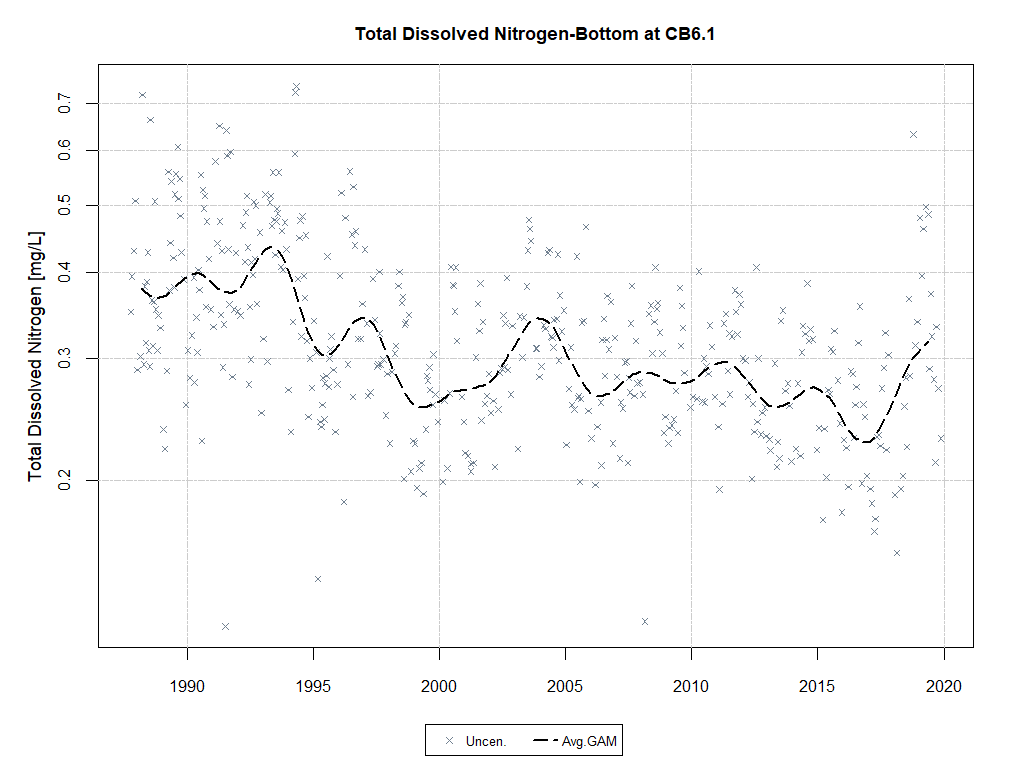 Total Dissolved Nitrogen-Bottom at CB6.1
Total Dissolved Nitrogen [mg/L]
0.7
0.6
0.5
0.4
0.3
0.2
1990 1995 2000 2005 2010 2015 2020
Uncen. Avg.GAM